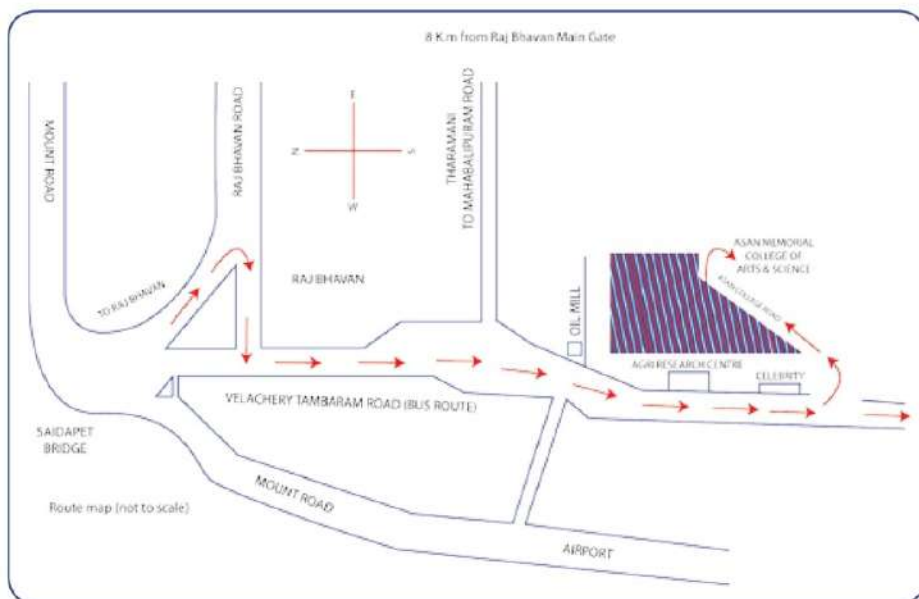 8 K.m from Raj Bhavan Main Gate
MOUNT ROAD
RAJ BHAVAN ROAD
THARAMANI
TO MAHABALIPURAM ROAD
N
S
W
TO RAJ BHAVAN
RAJ BHAVAN
OIL MILL
ASAN MEMORIAL
COLLEGE OF
ARTS & SCIENCE
ASAN COLLEGE ROAD
AGRI RESEARCH CENTRE
CELEBRITY
VELACHERY TAMBARAM ROAD (BUS ROUTE)
SAIDAPET
BRIDGE
MOUNT ROAD
Route map (not to scale)
AIRPORT